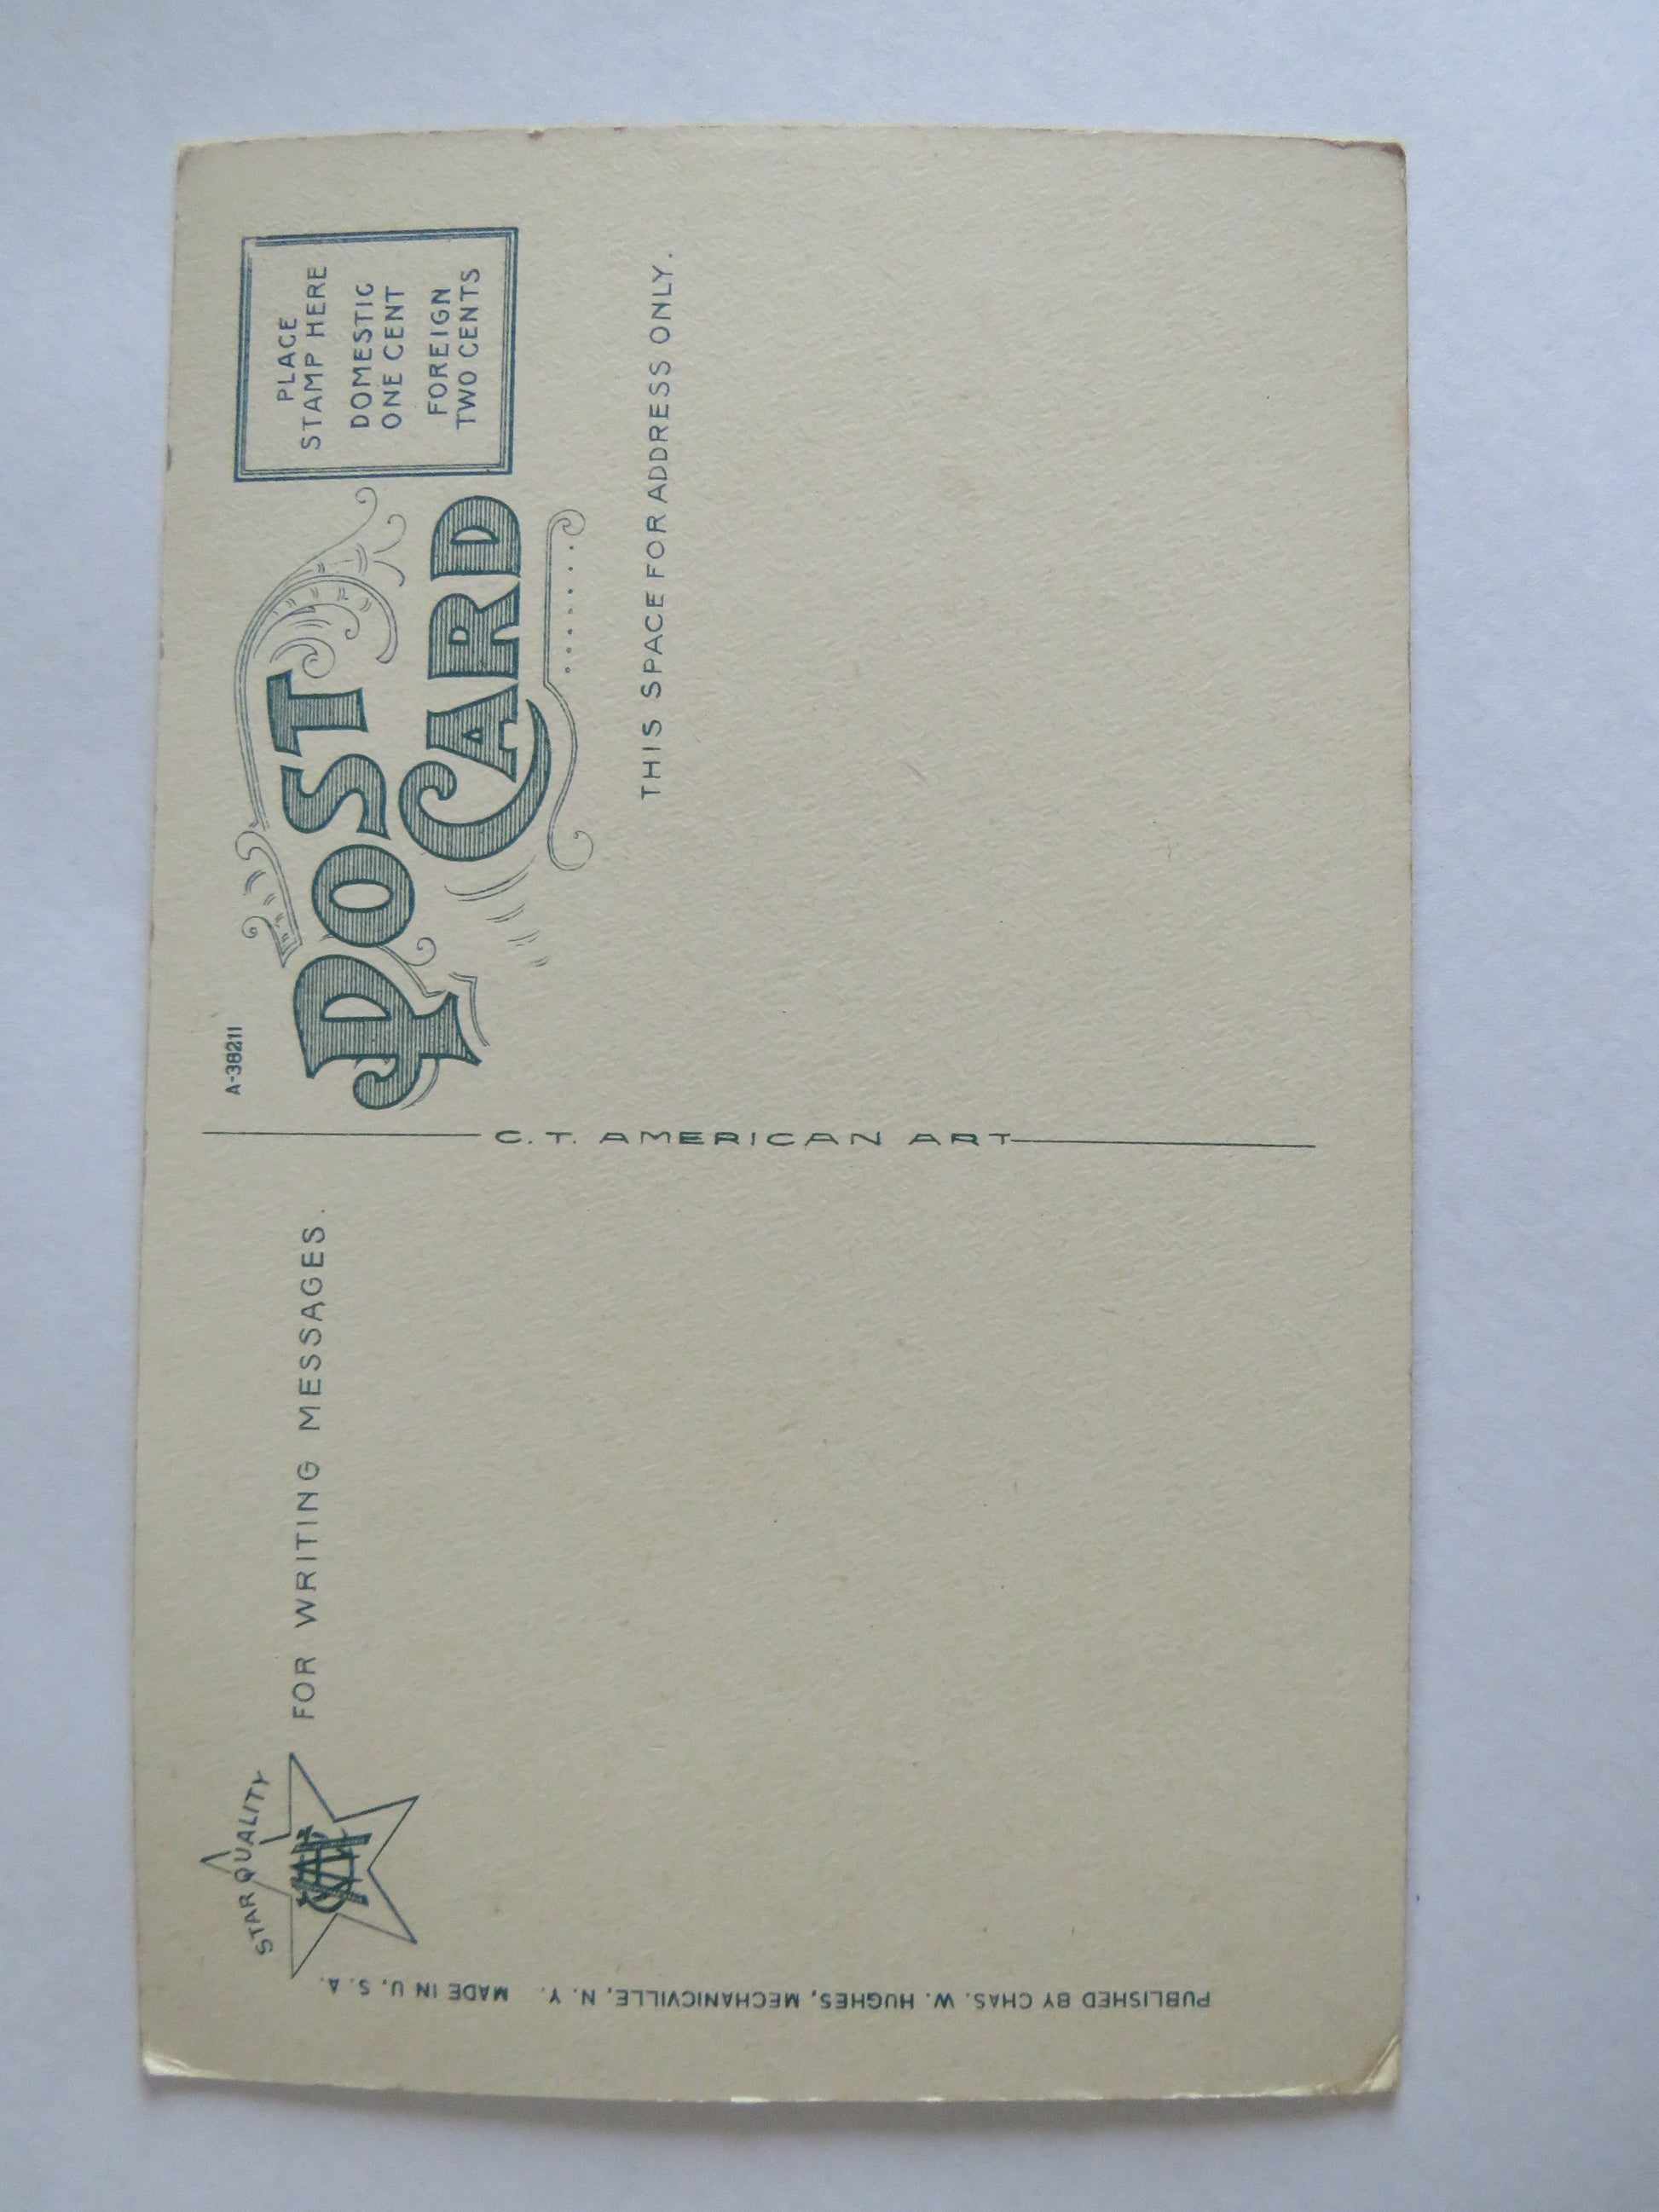 STAR QUALITY
FOR WRITING MESSAGES.
PUBLISHED BY CHAS. W. HUGHES, MECHANICVILLE, N. Y. MADE IN U. S. A.
C. T. AMERICAN ART
A-38211
POST
CARD
PLACE
STAMP HERE
DOMESTIC
ONE CENT
FOREIGN
TWO CENTS
THIS SPACE FOR ADDRESS ONLY.